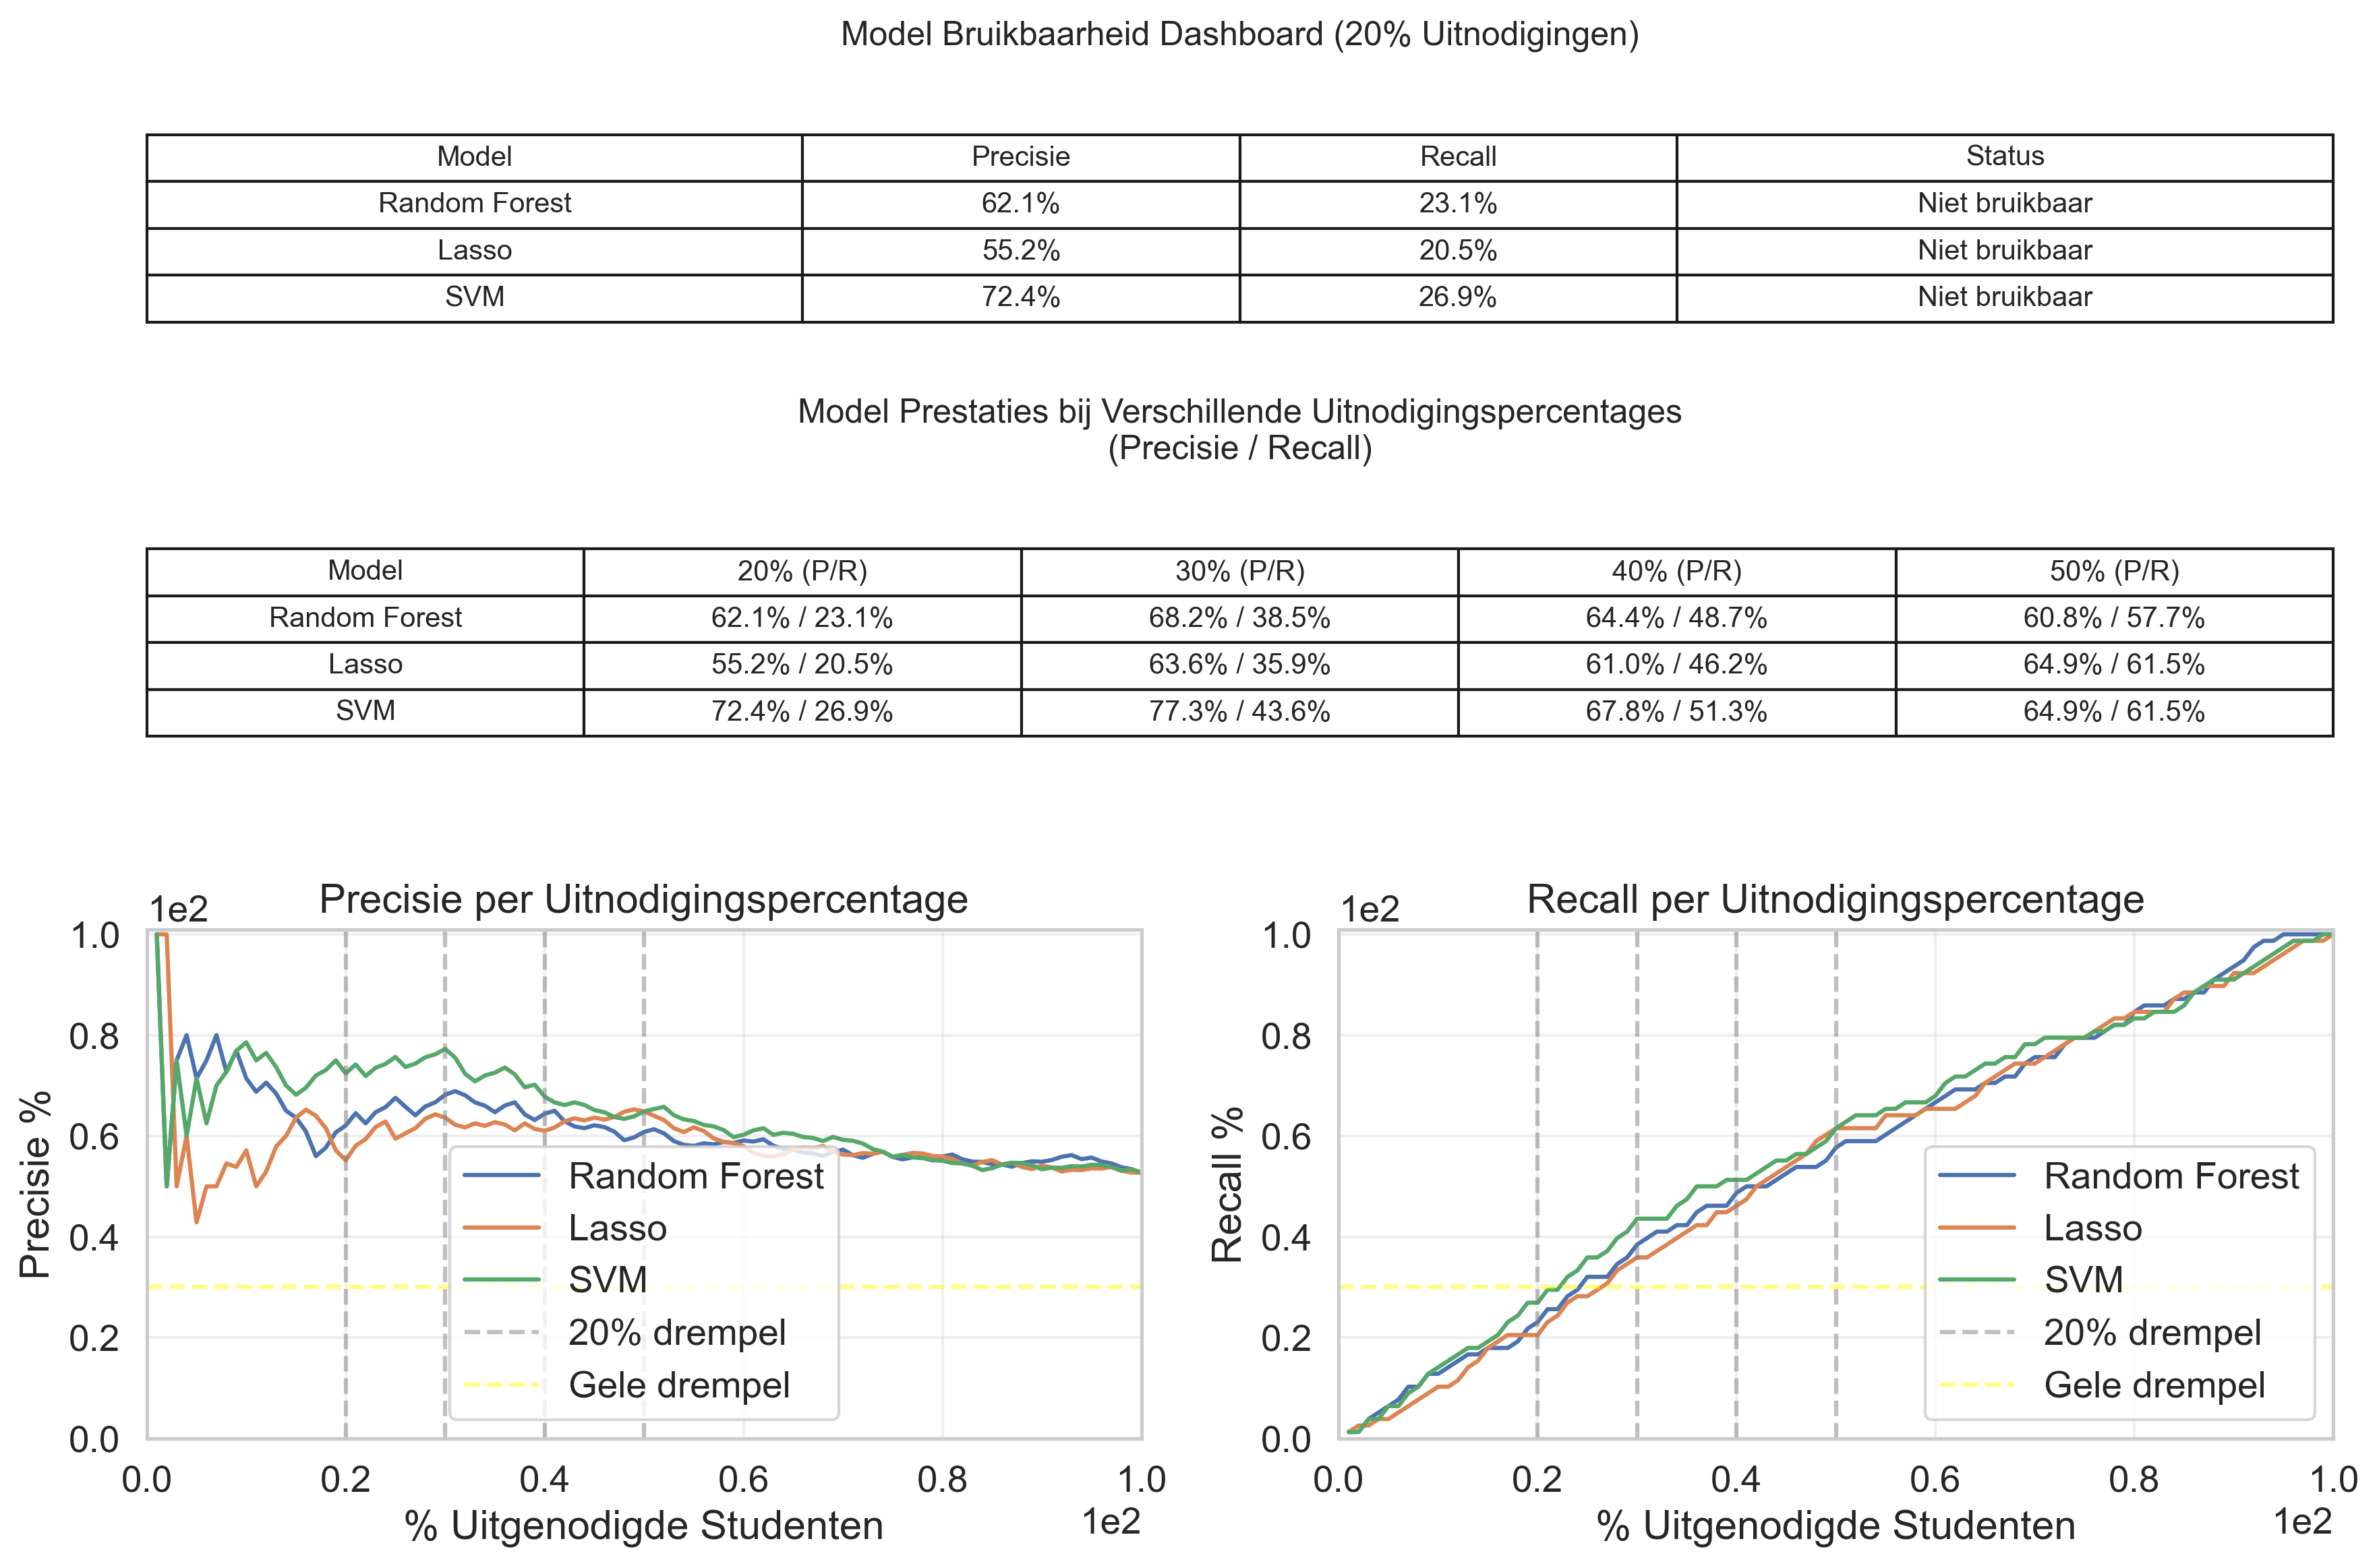 Model Bruikbaarheid Dashboard (20% Uitnodigingen)
Model Precisie Recall Status
Random Forest 62.1% 23.1% Niet bruikbaar
Lasso 55.2% 20.5% Niet bruikbaar
SVM 72.4% 26.9% Niet bruikbaar
Model Prestaties bij Verschillende Uitnodigingspercentages
(Precisie / Recall)
Model 20% (P/R) 30% (P/R) 40% (P/R) 50% (P/R)
Random Forest 62.1% / 23.1% 68.2% / 38.5% 64.4% / 48.7% 60.8% / 57.7%
Lasso 55.2% / 20.5% 63.6% / 35.9% 61.0% / 46.2% 64.9% / 61.5%
SVM 72.4% / 26.9% 77.3% / 43.6% 67.8% / 51.3% 64.9% / 61.5%
Precisie per Uitnodigingspercentage
1e2
1.0
0.8
0.6
0.4
0.2
0.0
Precisie %
Random Forest
Lasso
SVM
20% drempel
Gele drempel
0.0 0.2 0.4 0.6 0.8 1.0
1e2
% Uitgenodigde Studenten
Recall per Uitnodigingspercentage
1e2
1.0
0.8
0.6
0.4
0.2
0.0
Recall %
Random Forest
Lasso
SVM
20% drempel
Gele drempel
0.0 0.2 0.4 0.6 0.8 1.0
1e2
% Uitgenodigde Studenten